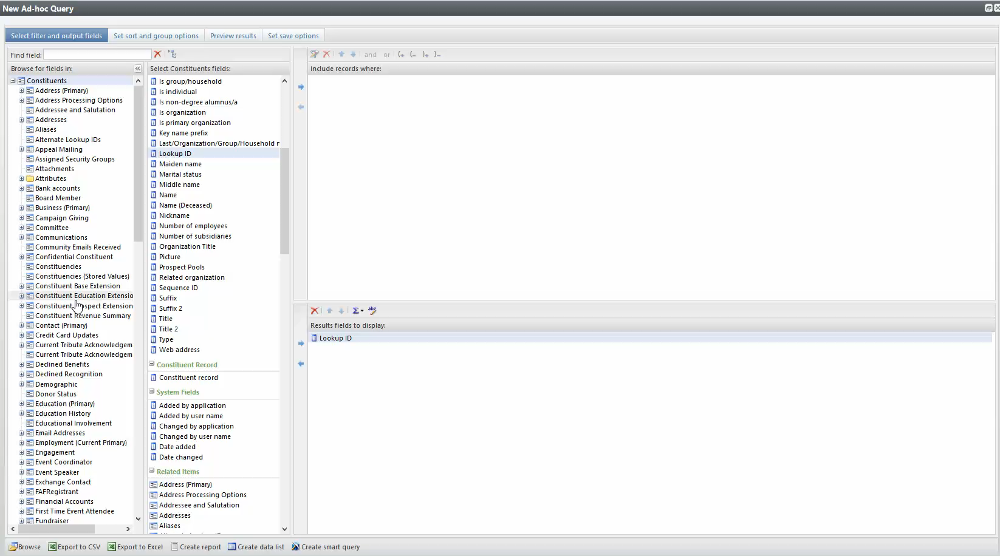 New Ad-hoc Query
Select filter and output fields
Set sort and group options
Preview results
Set save options
Find field:
Browse for fields in:
Constituents
Address (Primary)
Address Processing Options
Addressee and Salutation
Addresses
Aliases
Alternate Lookup IDs
Appeal Mailing
Assigned Security Groups
Attachments
Attributes
Bank accounts
Board Member
Business (Primary)
Campaign Giving
Committee
Communications
Community Emails Received
Confidential Constituent
Constituencies
Constituencies (Stored Values)
Constituent Base Extension
Constituent Education Extensio
Constituent Prospect Extension
Constituent Revenue Summary
Contact (Primary)
Credit Card Updates
Current Tribute Acknowledgem
Current Tribute Acknowledgem
Declined Benefits
Declined Recognition
Demographic
Donor Status
Education (Primary)
Education History
Educational Involvement
Email Addresses
Employment (Current Primary)
Engagement
Event Coordinator
Event Speaker
Exchange Contact
FAFRegistrant
Financial Accounts
First Time Event Attendee
Fundraiser
Select Constituents fields:
Is group/household
Is individual
Is non-degree alumnus/a
Is organization
Is primary organization
Key name prefix
Last/Organization/Group/Household n
Lookup ID
Maiden name
Marital status
Middle name
Name
Name (Deceased)
Nickname
Number of employees
Number of subsidiaries
Organization Title
Picture
Prospect Pools
Related organization
Sequence ID
Suffix
Suffix 2
Title
Title 2
Type
Web address
Constituent Record
Constituent record
System Fields
Added by application
Added by user name
Changed by application
Changed by user name
Date added
Date changed
Related Items
Address (Primary)
Address Processing Options
Addressee and Salutation
Addresses
Aliases
and or (+ (- )+ )-
Include records where:
Σ abc
Results fields to display:
Lookup ID
Browse
Export to CSV
Export to Excel
Create report
Create data list
Create smart query